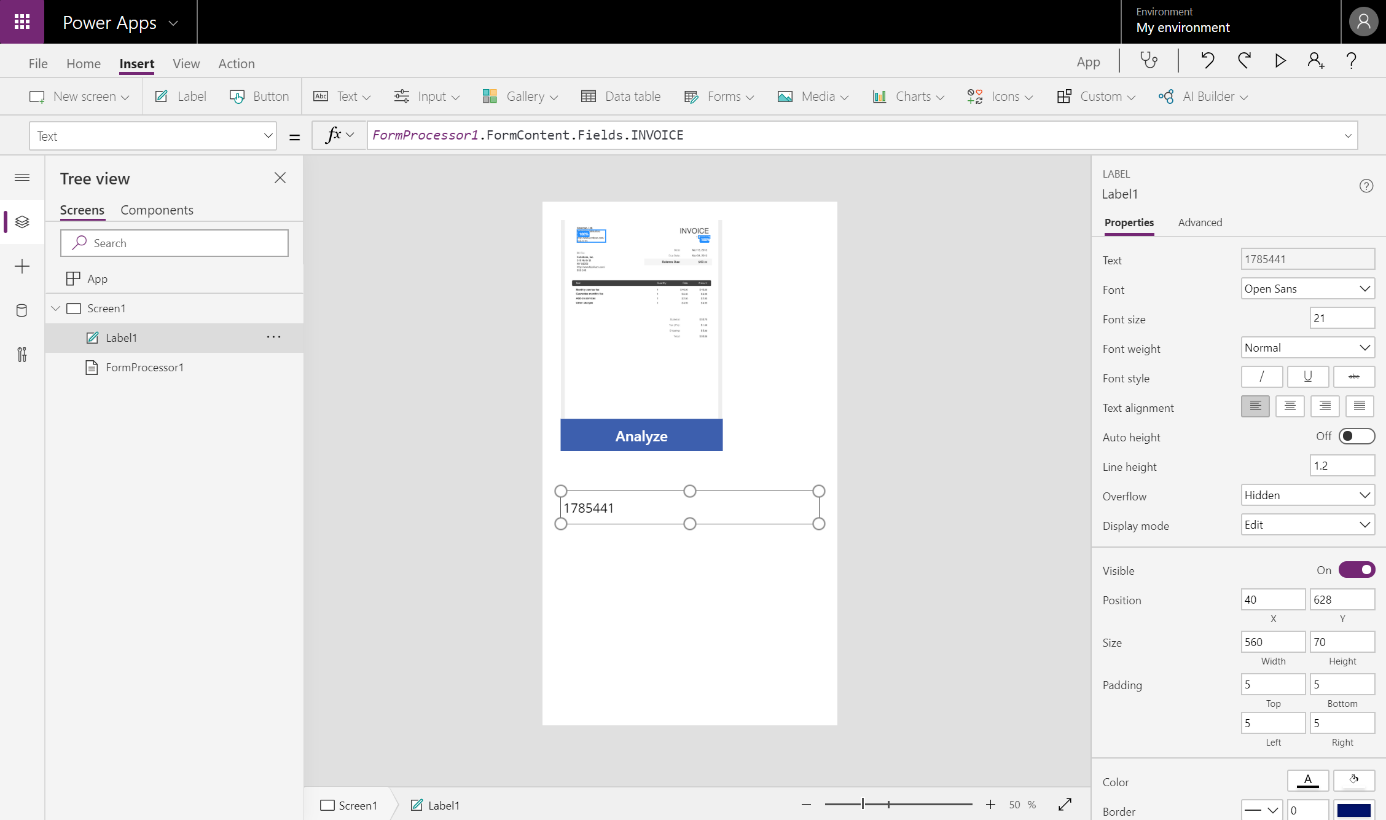 Power Apps
Environment
My environment
File Home Insert View Action App
New screen Label Button Text Input Gallery Data table Forms Media Charts Icons Custom AI Builder
Text = fx FormProcessor1.FormContent.Fields.INVOICE
Tree view
Screens Components
Search
App
Screen1
Label1
FormProcessor1
INVOICE
Analyze
1785441
Screen1 Label1 50 %
LABEL
Label1
Properties Advanced
Text 1785441
Font Open Sans
Font size 21
Font weight Normal
Font style / U abc
Text alignment
Auto height Off
Line height 1.2
Overflow Hidden
Display mode Edit
Visible On
Position 40 628
X Y
Size 560 70
Width Height
Padding 5 5
Top Bottom
5 5
Left Right
Color A
Border 0